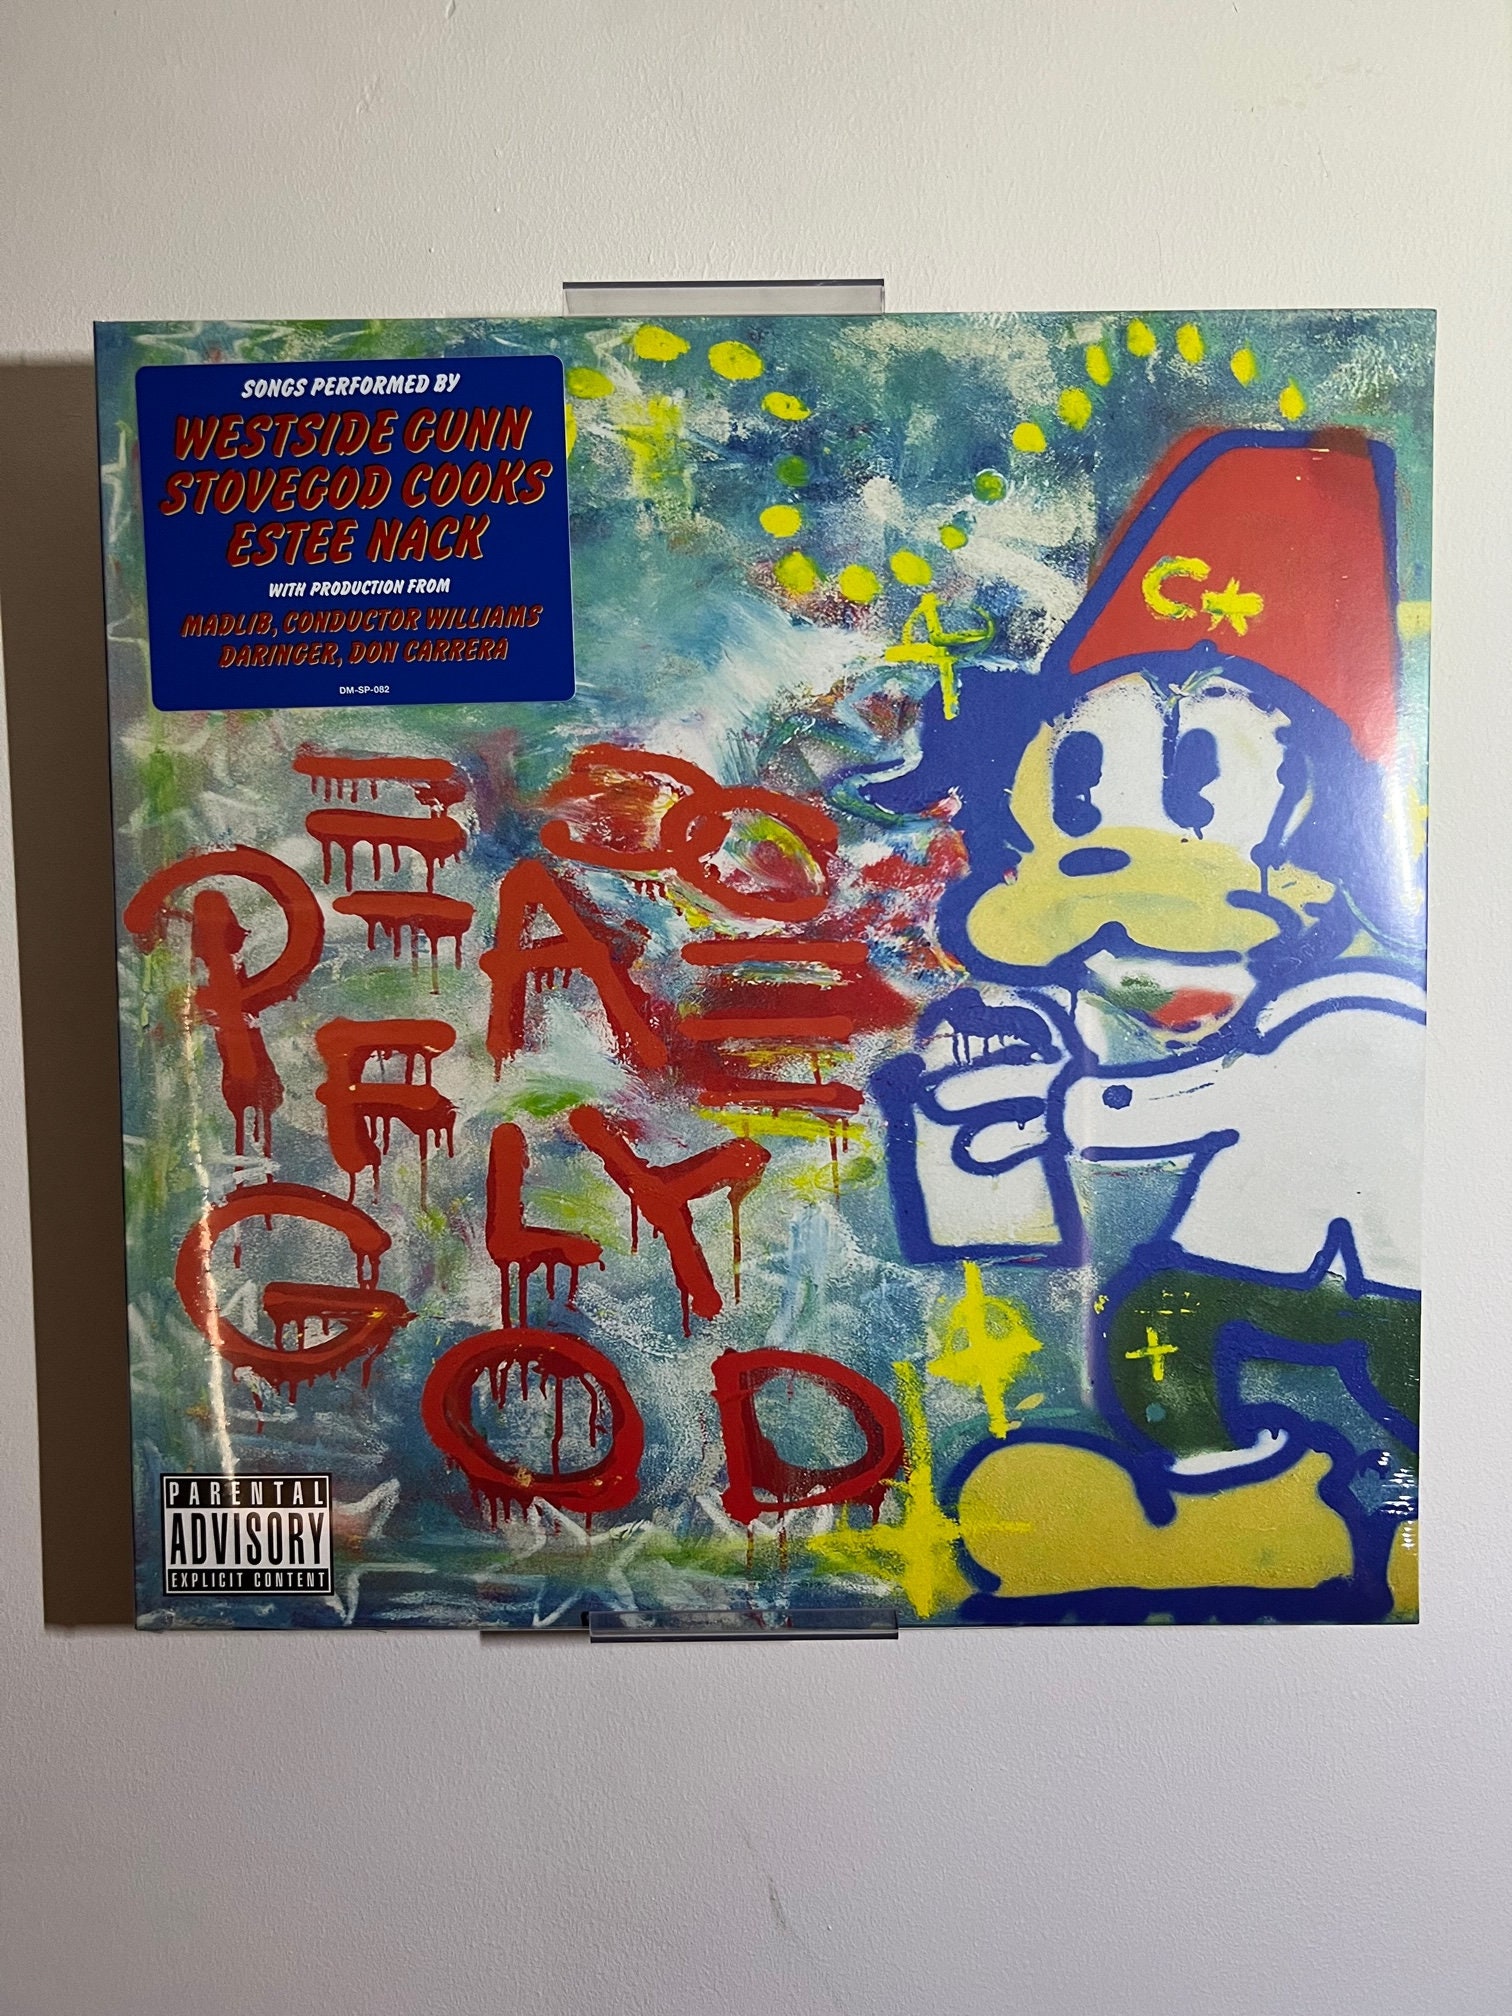 SONGS PERFORMED BY
WESTSIDE GUNN
STOVEGOD COOKS
ESTEE NACK
WITH PRODUCTION FROM
MADLIB, CONDUCTOR WILLIAMS
DARINGER, DON CARRERA
DM-SP-082
C*
PEACE
FLY
GOD
PARENTAL
ADVISORY
EXPLICIT CONTENT